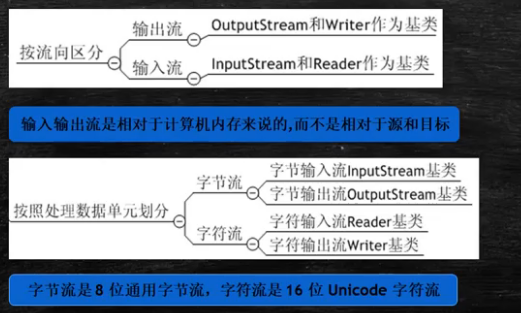 输出流
OutputStream和Writer作为基类
按流向区分
输入流
InputStream和Reader作为基类
输入输出流是相对于计算机内存来说的,而不是相对于源和目标
字节流
字节输入流InputStream基类
字节输出流OutputStream基类
按照处理数据单元划分
字符流
字符输入流Reader基类
字符输出流Writer基类
字节流是8 位通用字节流，字符流是16 位 Unicode 字符流